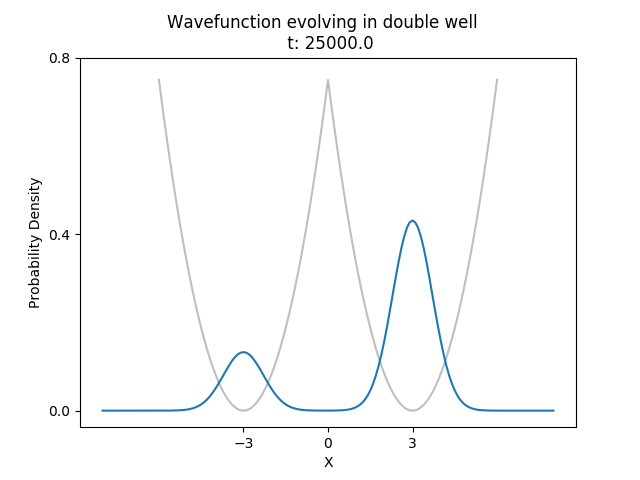 Wavefunction evolving in double well
t: 25000.0
0.8
0.4
0.0
Probability Density
−3 0 3
X